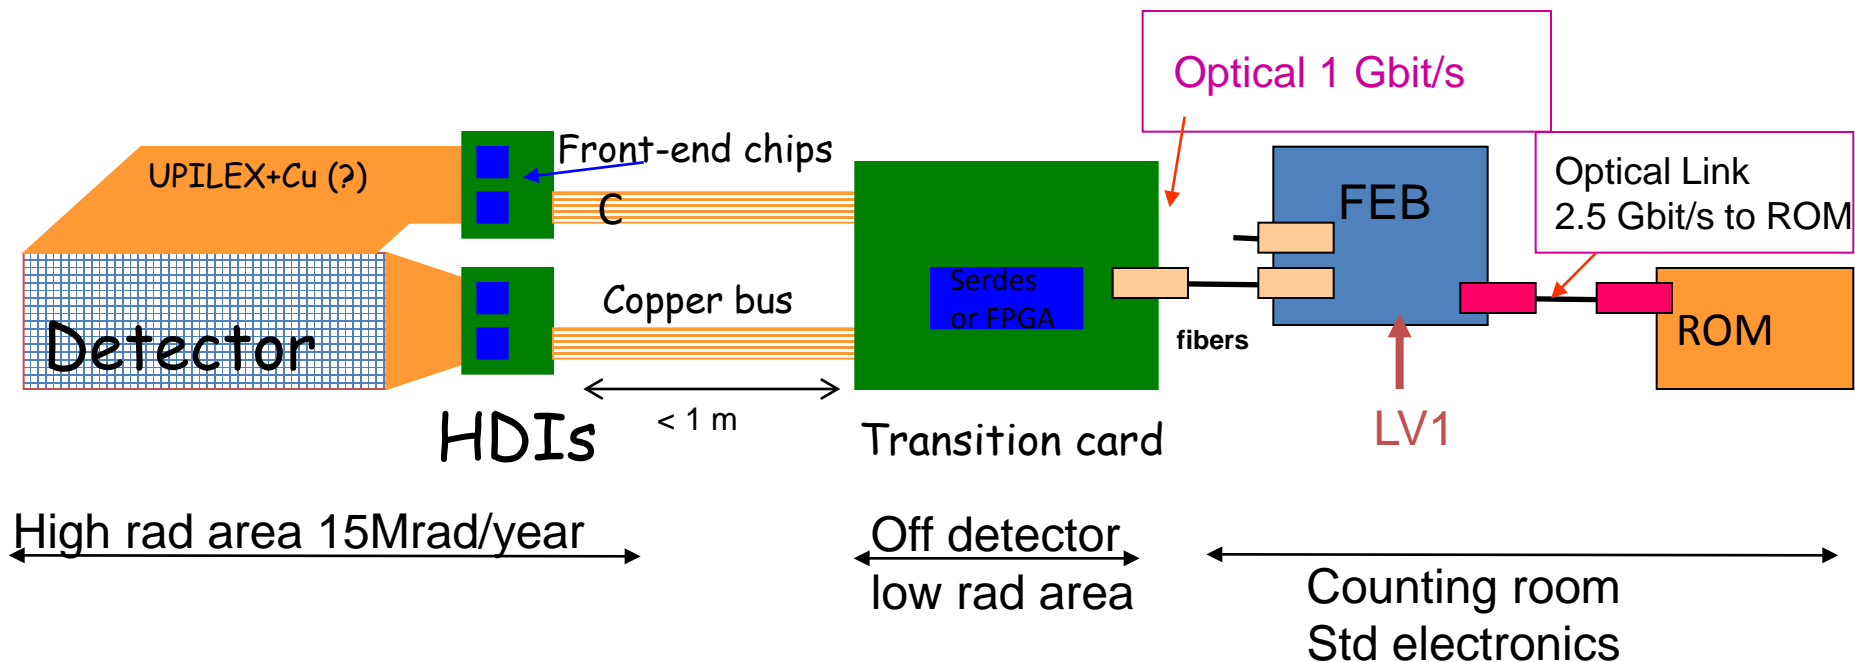 Optical 1 Gbit/s
Front-end chips
UPILEX+Cu (?)
C
FEB
Optical Link
2.5 Gbit/s to ROM
Copper bus
Serdes
or FPGA
Detector
fibers
ROM
HDIs
< 1 m
Transition card
LV1
High rad area 15Mrad/year
Off detector
low rad area
Counting room
Std electronics